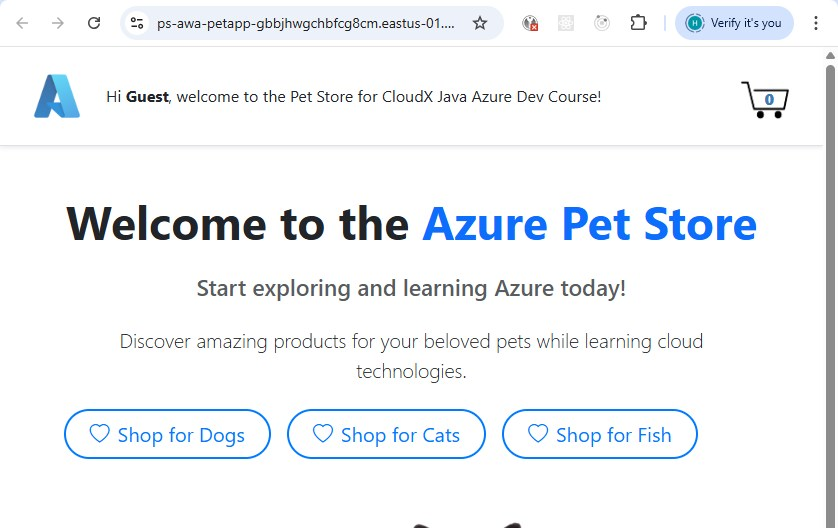 ps-awa-petapp-gbbjhwgchbfcg8cm.eastus-01....
Verify it's you
Hi Guest, welcome to the Pet Store for CloudX Java Azure Dev Course!
0
Welcome to the Azure Pet Store
Start exploring and learning Azure today!
Discover amazing products for your beloved pets while learning cloud
technologies.
Shop for Dogs
Shop for Cats
Shop for Fish